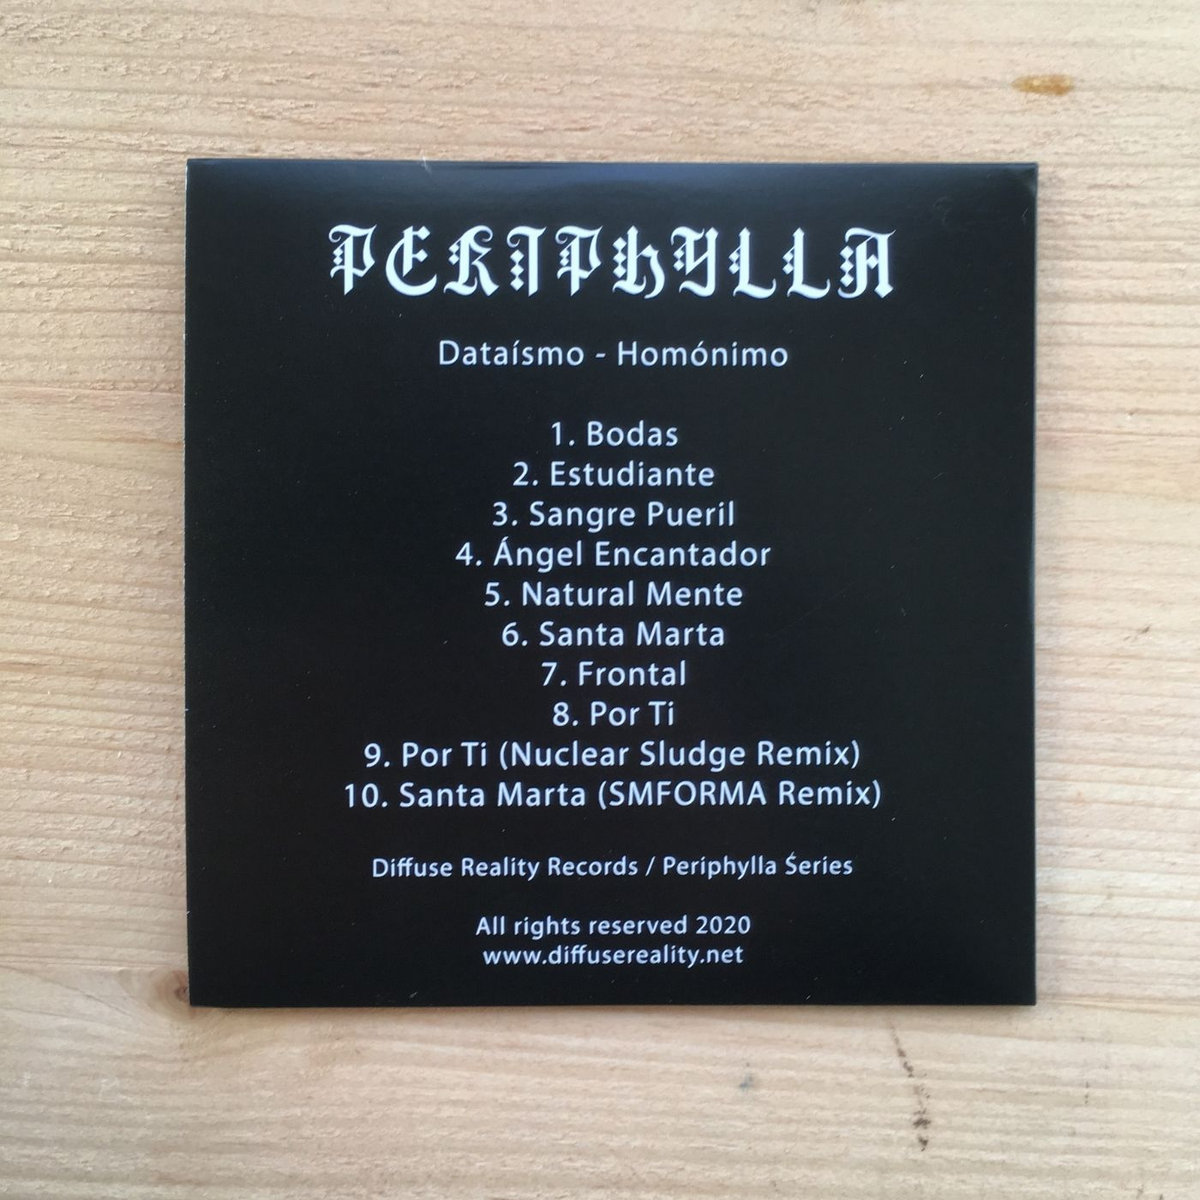 PERIPHYLLA
Dataísmo - Homónimo
1. Bodas
2. Estudiante
3. Sangre Pueril
4. Ángel Encantador
5. Natural Mente
6. Santa Marta
7. Frontal
8. Por Ti
9. Por Ti (Nuclear Sludge Remix)
10. Santa Marta (SMFORMA Remix)
Diffuse Reality Records / Periphylla Series
All rights reserved 2020
www.diffusereality.net